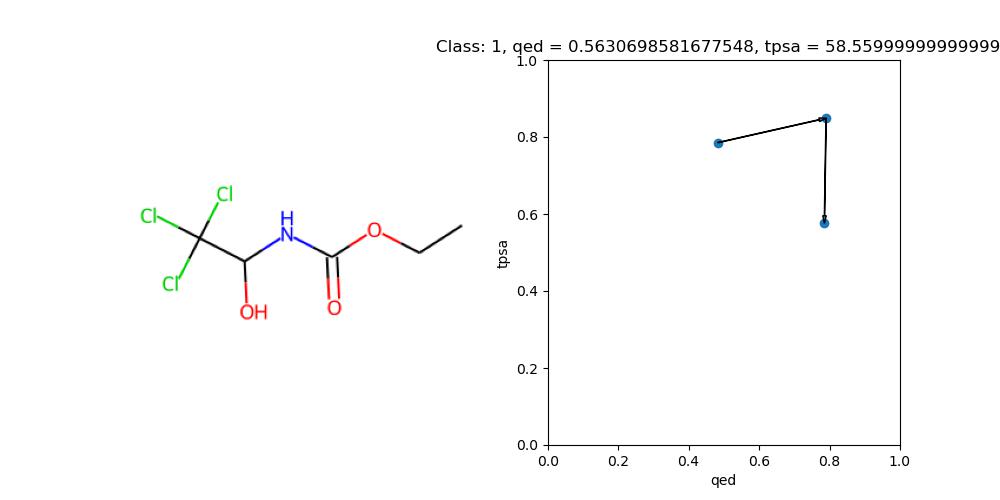 Class: 1, qed = 0.5630698581677548, tpsa = 58.55999999999999
1.0
0.8
0.6
0.4
0.2
0.0
tpsa
0.0 0.2 0.4 0.6 0.8 1.0
qed
Cl
Cl
Cl
H
N
O
OH
O